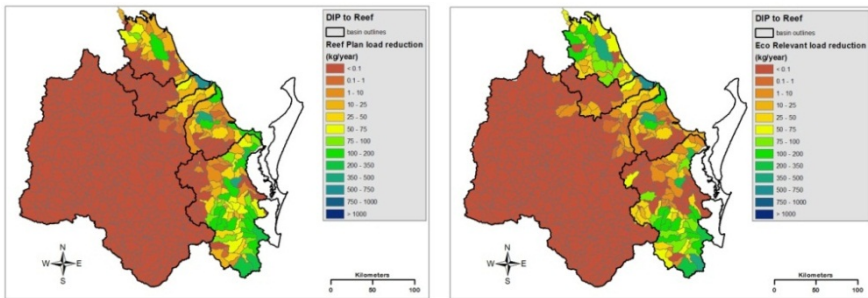 DIP to Reef
basin outlines
Reef Plan load reduction
(kg/year)
< 0.1
0.1 - 1
1 - 10
10 - 25
25 - 50
50 - 75
75 - 100
100 - 200
200 - 350
350 - 500
500 - 750
750 - 1000
> 1000
N
W E
S
Kilometers
0 50 100
DIP to Reef
basin outlines
Eco Relevant load reduction
(kg/year)
< 0.1
0.1 - 1
1 - 10
10 - 25
25 - 50
50 - 75
75 - 100
100 - 200
200 - 350
350 - 500
500 - 750
750 - 1000
> 1000
N
W E
S
Kilometers
0 50 100